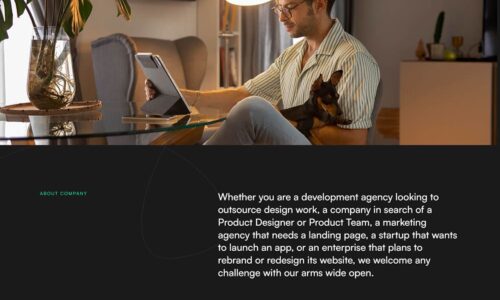 ABOUT COMPANY
Whether you are a development agency looking to
outsource design work, a company in search of a
Product Designer or Product Team, a marketing
agency that needs a landing page, a startup that wants
to launch an app, or an enterprise that plans to
rebrand or redesign its website, we welcome any
challenge with our arms wide open.